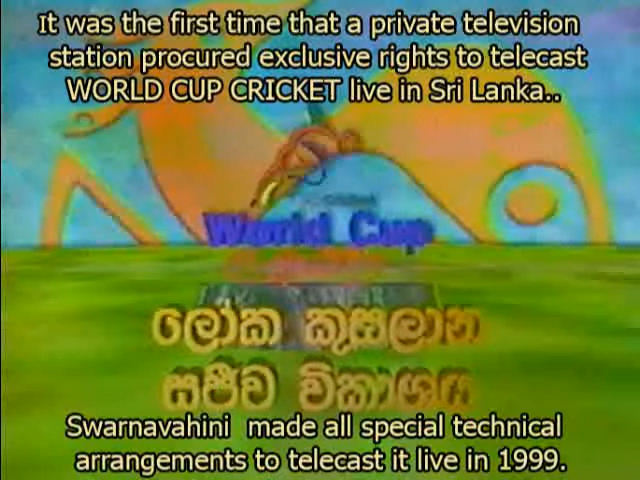 It was the first time that a private television
station procured exclusive rights to telecast
WORLD CUP CRICKET live in Sri Lanka..
World Cup
ලෝක කුසලාන
සජීව විකාශය
Swarnavahini made all special technical
arrangements to telecast it live in 1999.